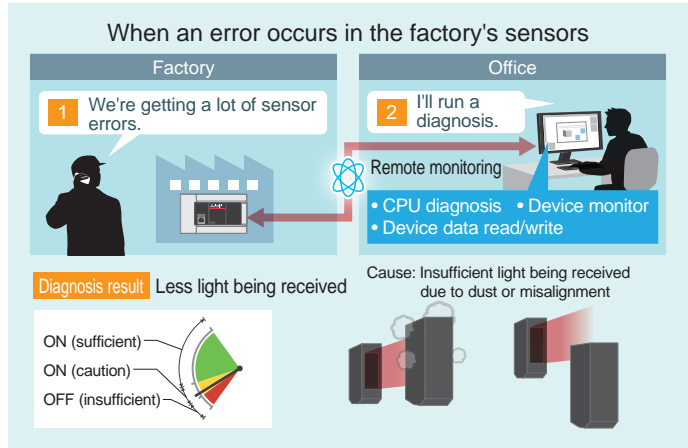 When an error occurs in the factory's sensors
Factory
1 We're getting a lot of sensor
errors.
Office
2 I'll run a
diagnosis.
Remote monitoring
• CPU diagnosis • Device monitor
• Device data read/write
Diagnosis result Less light being received
ON (sufficient)
ON (caution)
OFF (insufficient)
Cause: Insufficient light being received
due to dust or misalignment